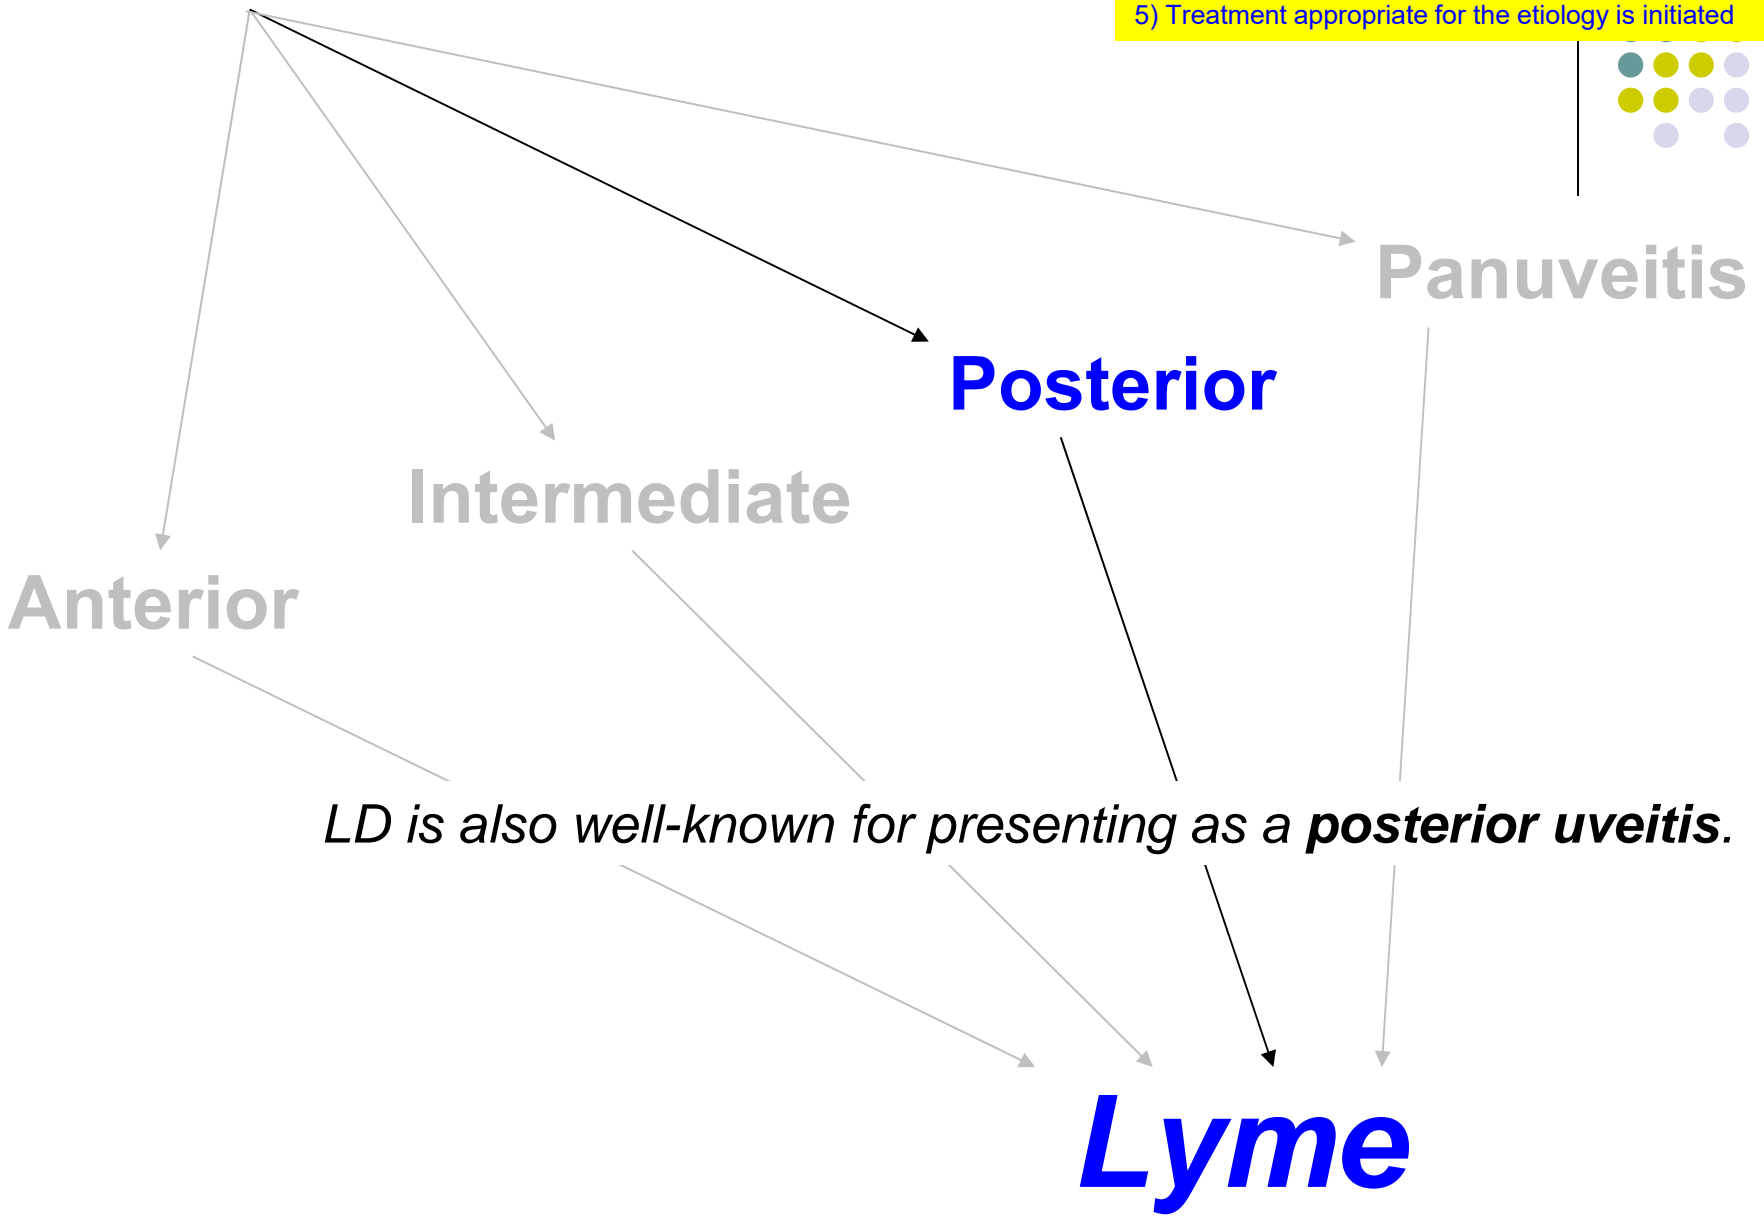 5) Treatment appropriate for the etiology is initiated
Panuveitis
Posterior
Intermediate
Anterior
LD is also well-known for presenting as a posterior uveitis.
Lyme